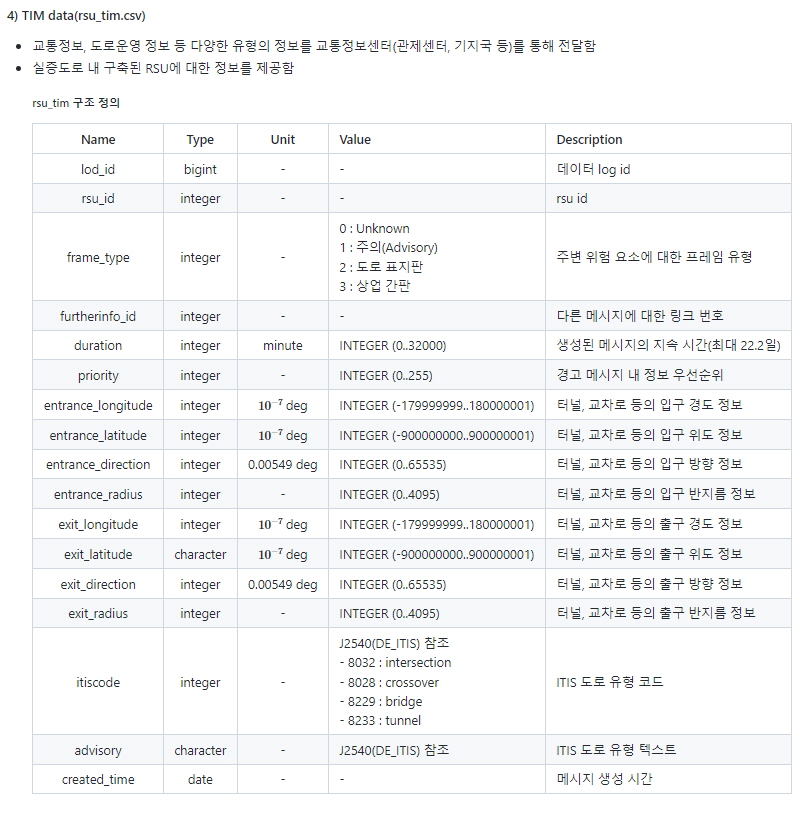 4) TIM data(rsu_tim.csv)
교통정보, 도로운영 정보 등 다양한 유형의 정보를 교통정보센터(관제센터, 기지국 등)를 통해 전달함
실증도로 내 구축된 RSU에 대한 정보를 제공함
rsu_tim 구조 정의
Name Type Unit Value Description
lod_id bigint - - 데이터 log id
rsu_id integer - - rsu id
frame_type integer - 0 : Unknown
1 : 주의(Advisory)
2 : 도로 표지판
3 : 상업 간판
주변 위험 요소에 대한 프레임 유형
furtherinfo_id integer - - 다른 메시지에 대한 링크 번호
duration integer minute INTEGER (0..32000) 생성된 메시지의 지속 시간(최대 22.2일)
priority integer - INTEGER (0..255) 경고 메시지 내 정보 우선순위
entrance_longitude integer 10⁻⁷ deg INTEGER (-179999999..180000001) 터널, 교차로 등의 입구 경도 정보
entrance_latitude integer 10⁻⁷ deg INTEGER (-900000000..900000001) 터널, 교차로 등의 입구 위도 정보
entrance_direction integer 0.00549 deg INTEGER (0..65535) 터널, 교차로 등의 입구 방향 정보
entrance_radius integer - INTEGER (0..4095) 터널, 교차로 등의 입구 반지름 정보
exit_longitude integer 10⁻⁷ deg INTEGER (-179999999..180000001) 터널, 교차로 등의 출구 경도 정보
exit_latitude character 10⁻⁷ deg INTEGER (-900000000..900000001) 터널, 교차로 등의 출구 위도 정보
exit_direction integer 0.00549 deg INTEGER (0..65535) 터널, 교차로 등의 출구 방향 정보
exit_radius integer - INTEGER (0..4095) 터널, 교차로 등의 출구 반지름 정보
itiscode integer - J2540(DE_ITIS) 참조
- 8032 : intersection
- 8028 : crossover
- 8229 : bridge
- 8233 : tunnel
ITIS 도로 유형 코드
advisory character - J2540(DE_ITIS) 참조 ITIS 도로 유형 텍스트
created_time date - - 메시지 생성 시간